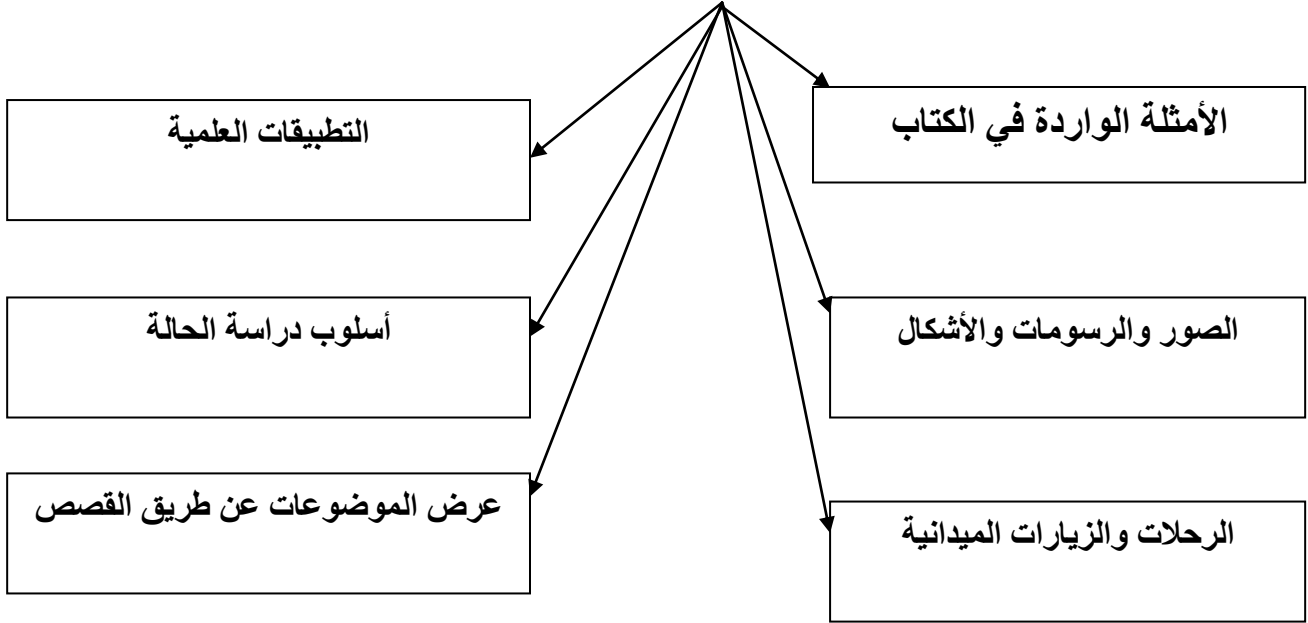 الأمثلة الواردة في الكتاب
التطبيقات العلمية
الصور والرسومات والأشكال
أسلوب دراسة الحالة
الرحلات والزيارات الميدانية
عرض الموضوعات عن طريق القصص